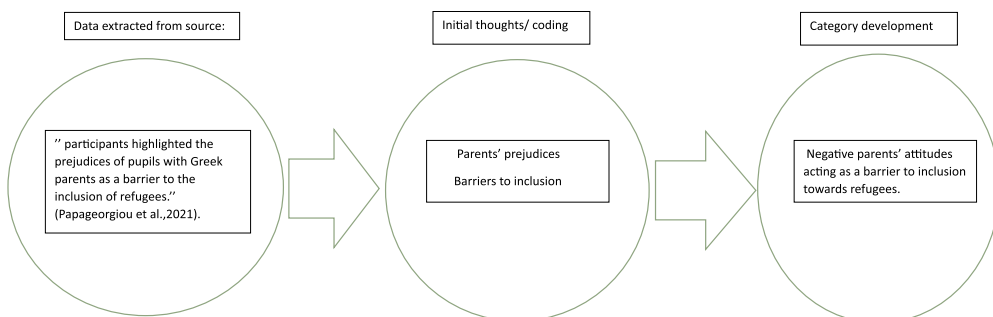 Data extracted from source:
Initial thoughts/ coding
Category development
’’ participants highlighted the
prejudices of pupils with Greek
parents as a barrier to the
inclusion of refugees.’’
(Papageorgiou et al.,2021).
Parents’ prejudices
Barriers to inclusion
Negative parents’ attitudes
acting as a barrier to inclusion
towards refugees.